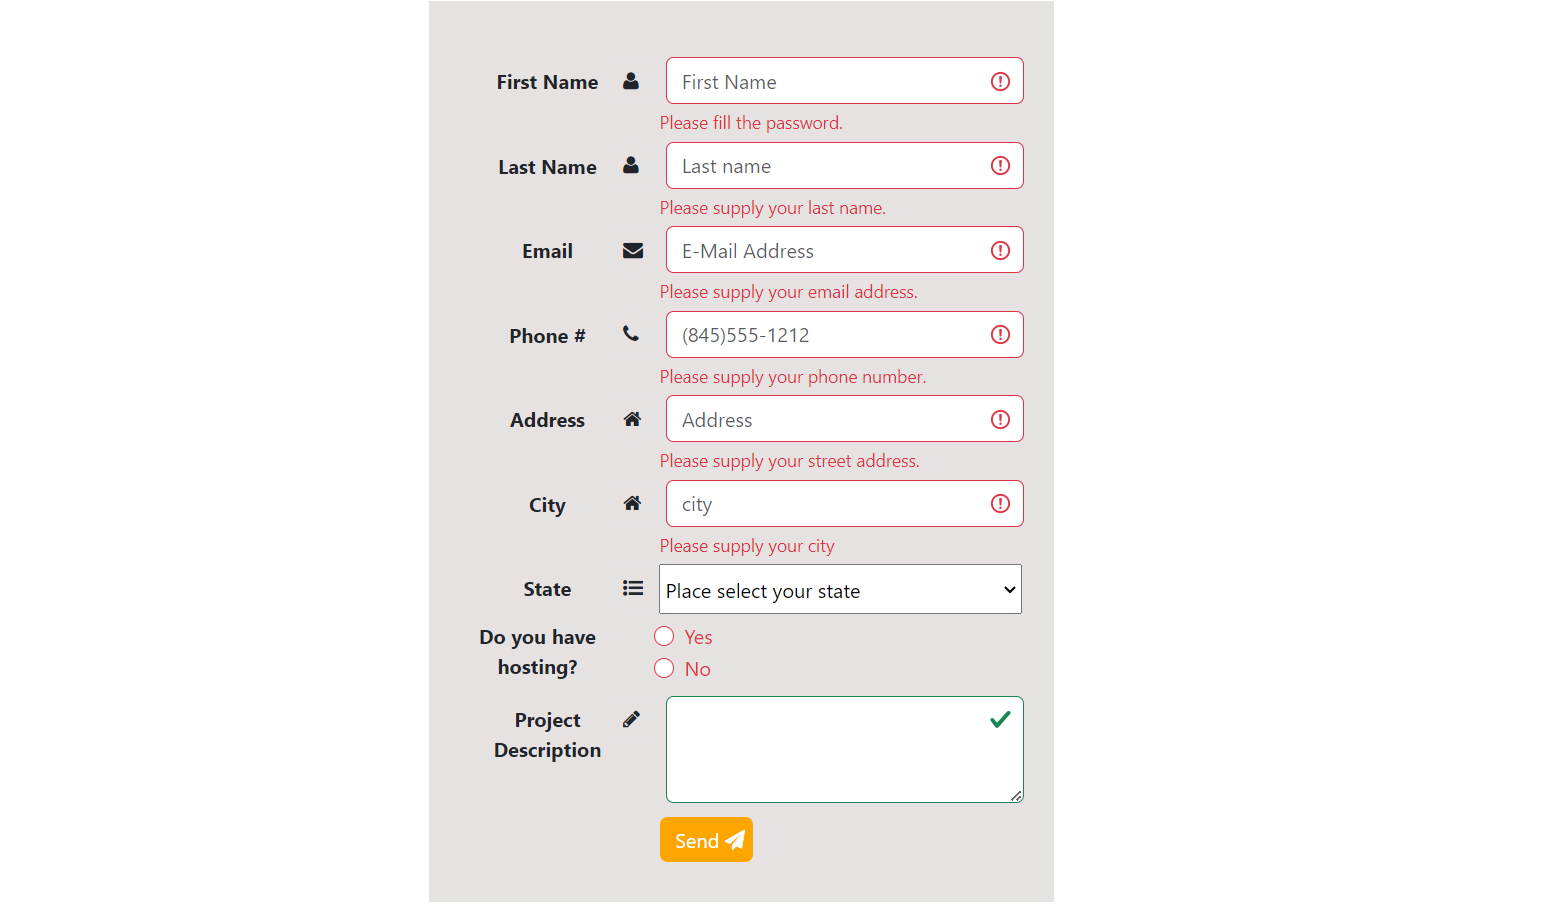 First Name
First Name
Please fill the password.
Last Name
Last name
Please supply your last name.
Email
E-Mail Address
Please supply your email address.
Phone #
(845)555-1212
Please supply your phone number.
Address
Address
Please supply your street address.
City
city
Please supply your city
State
Place select your state
Do you have
hosting?
Yes
No
Project
Description
Send